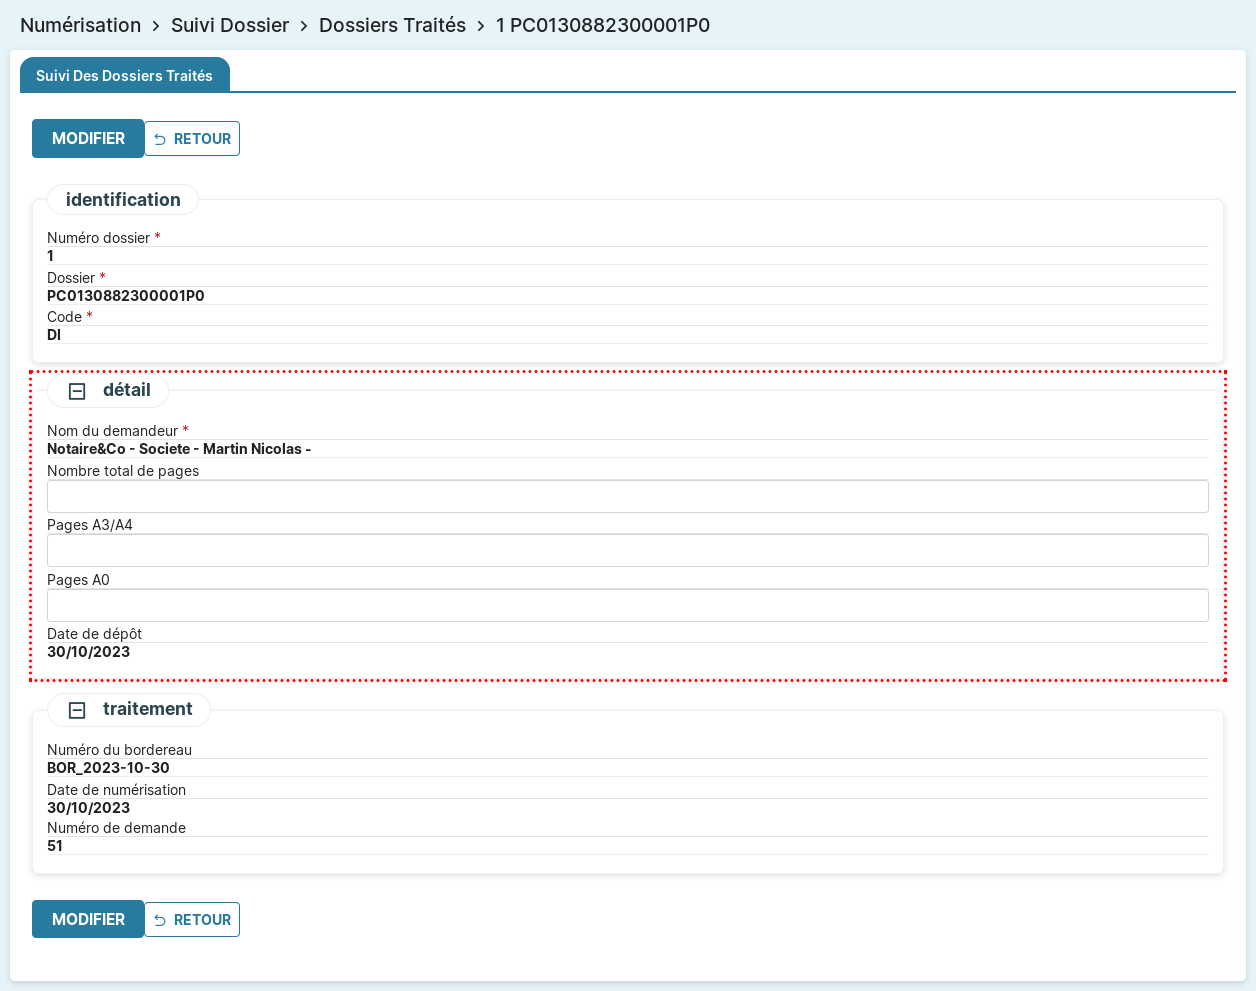 Numérisation > Suivi Dossier > Dossiers Traités > 1 PC0130882300001P0
Suivi Des Dossiers Traités
MODIFIER RETOUR
identification
Numéro dossier *
1
Dossier *
PC0130882300001P0
Code *
DI
détail
Nom du demandeur *
Notaire&Co - Societe - Martin Nicolas -
Nombre total de pages
Pages A3/A4
Pages A0
Date de dépôt
30/10/2023
traitement
Numéro du bordereau
BOR_2023-10-30
Date de numérisation
30/10/2023
Numéro de demande
51
MODIFIER RETOUR